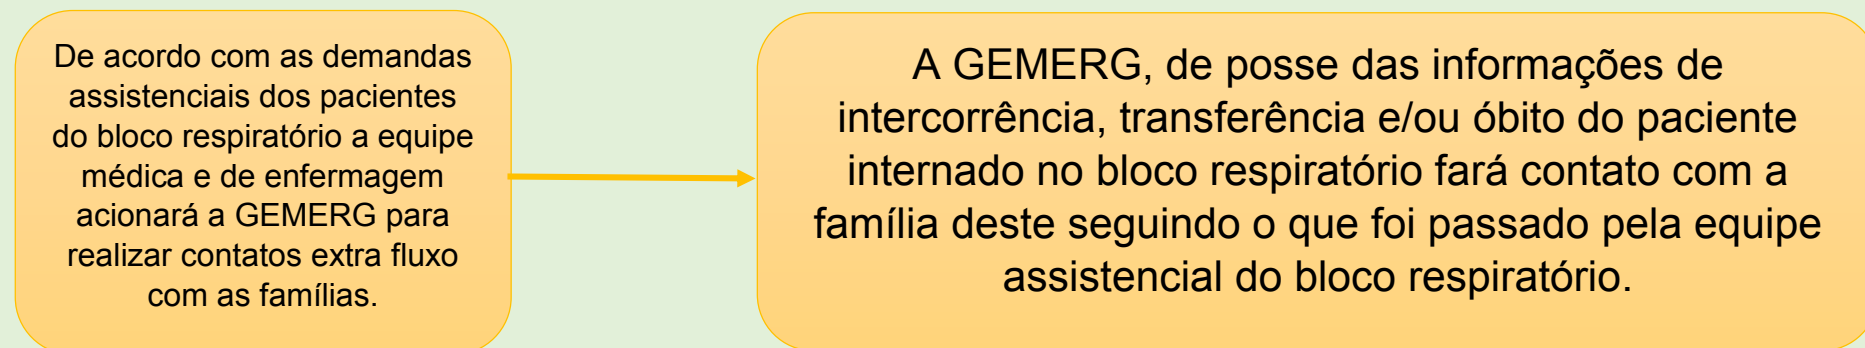 De acordo com as demandas
assistenciais dos pacientes
do bloco respiratório a equipe
médica e de enfermagem
acionará a GEMERG para
realizar contatos extra fluxo
com as famílias.
A GEMERG, de posse das informações de
intercorrência, transferência e/ou óbito do paciente
internado no bloco respiratório fará contato com a
família deste seguindo o que foi passado pela equipe
assistencial do bloco respiratório.